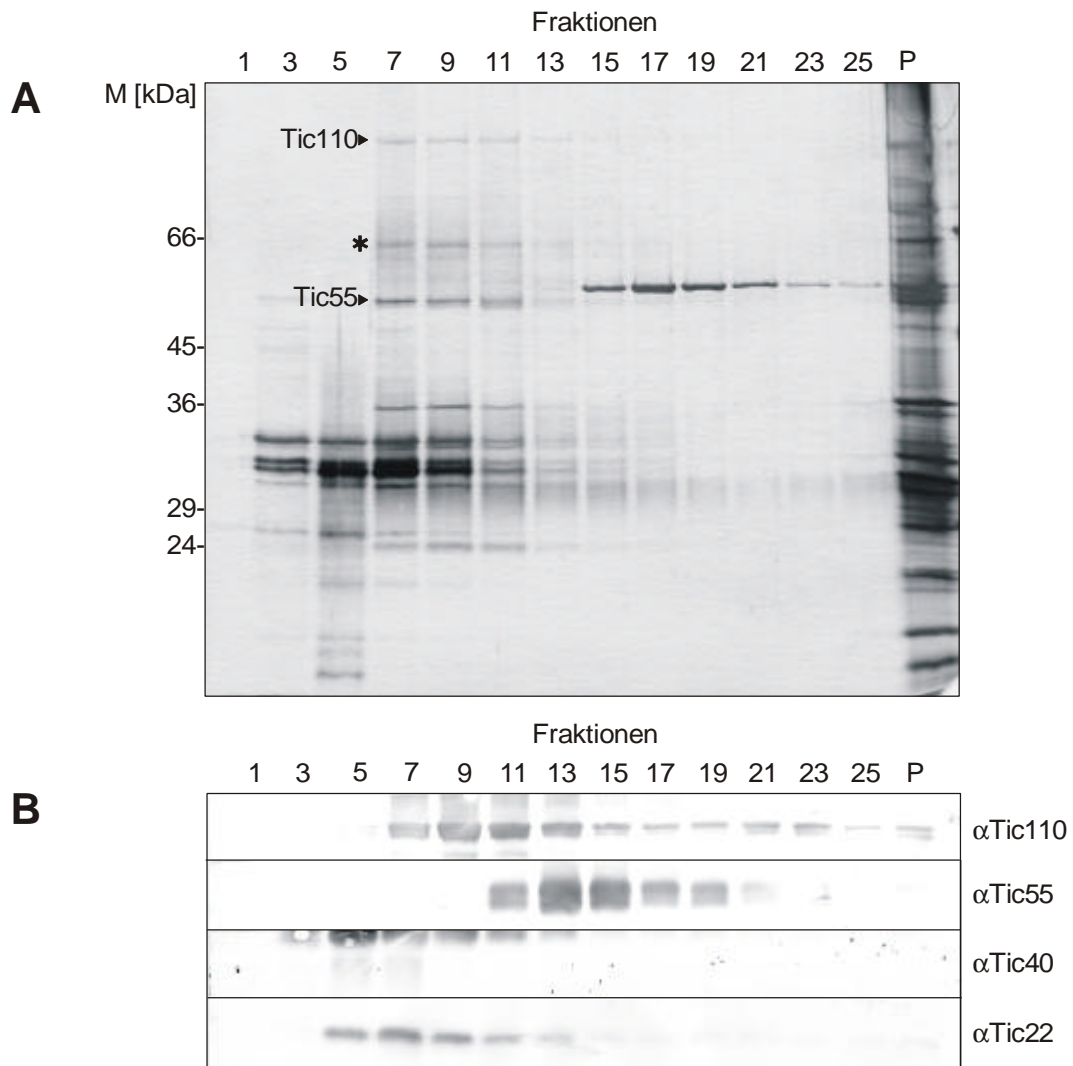 Fraktionen
1 3 5 7 9 11 13 15 17 19 21 23 25 P
A
M [kDa]
Tic110
66-
*
Tic55
45-
36-
29-
24-
Fraktionen
1 3 5 7 9 11 13 15 17 19 21 23 25 P
B
αTic110
αTic55
αTic40
αTic22